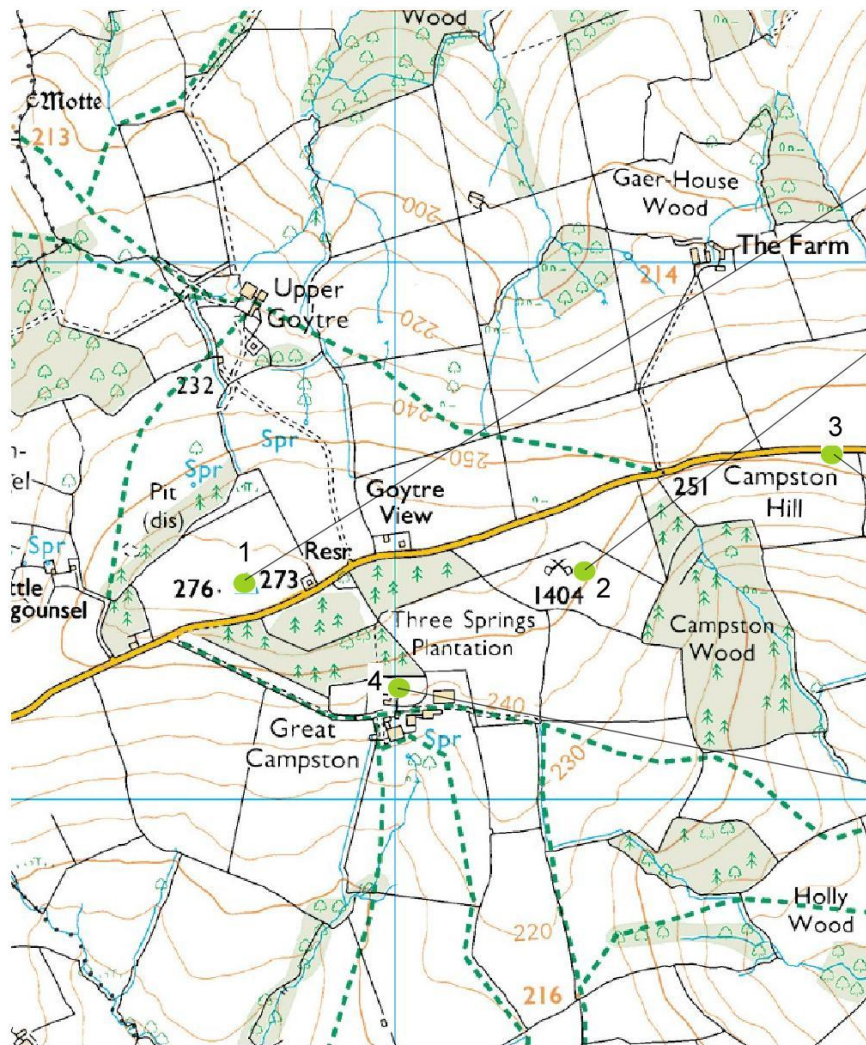 Wood
Motte
213
Gaer-House
Wood
200
The Farm
214
Upper
Goytre
220
232
240
3
Spr
250
Spr
Goytre
View
251
Campston
Hill
Pit
(dis)
1
Resr
Spr
276
273
1404
2
Three Springs
Plantation
Campston
Wood
4
240
Great
Campston
Spr
230
Holly
Wood
220
216